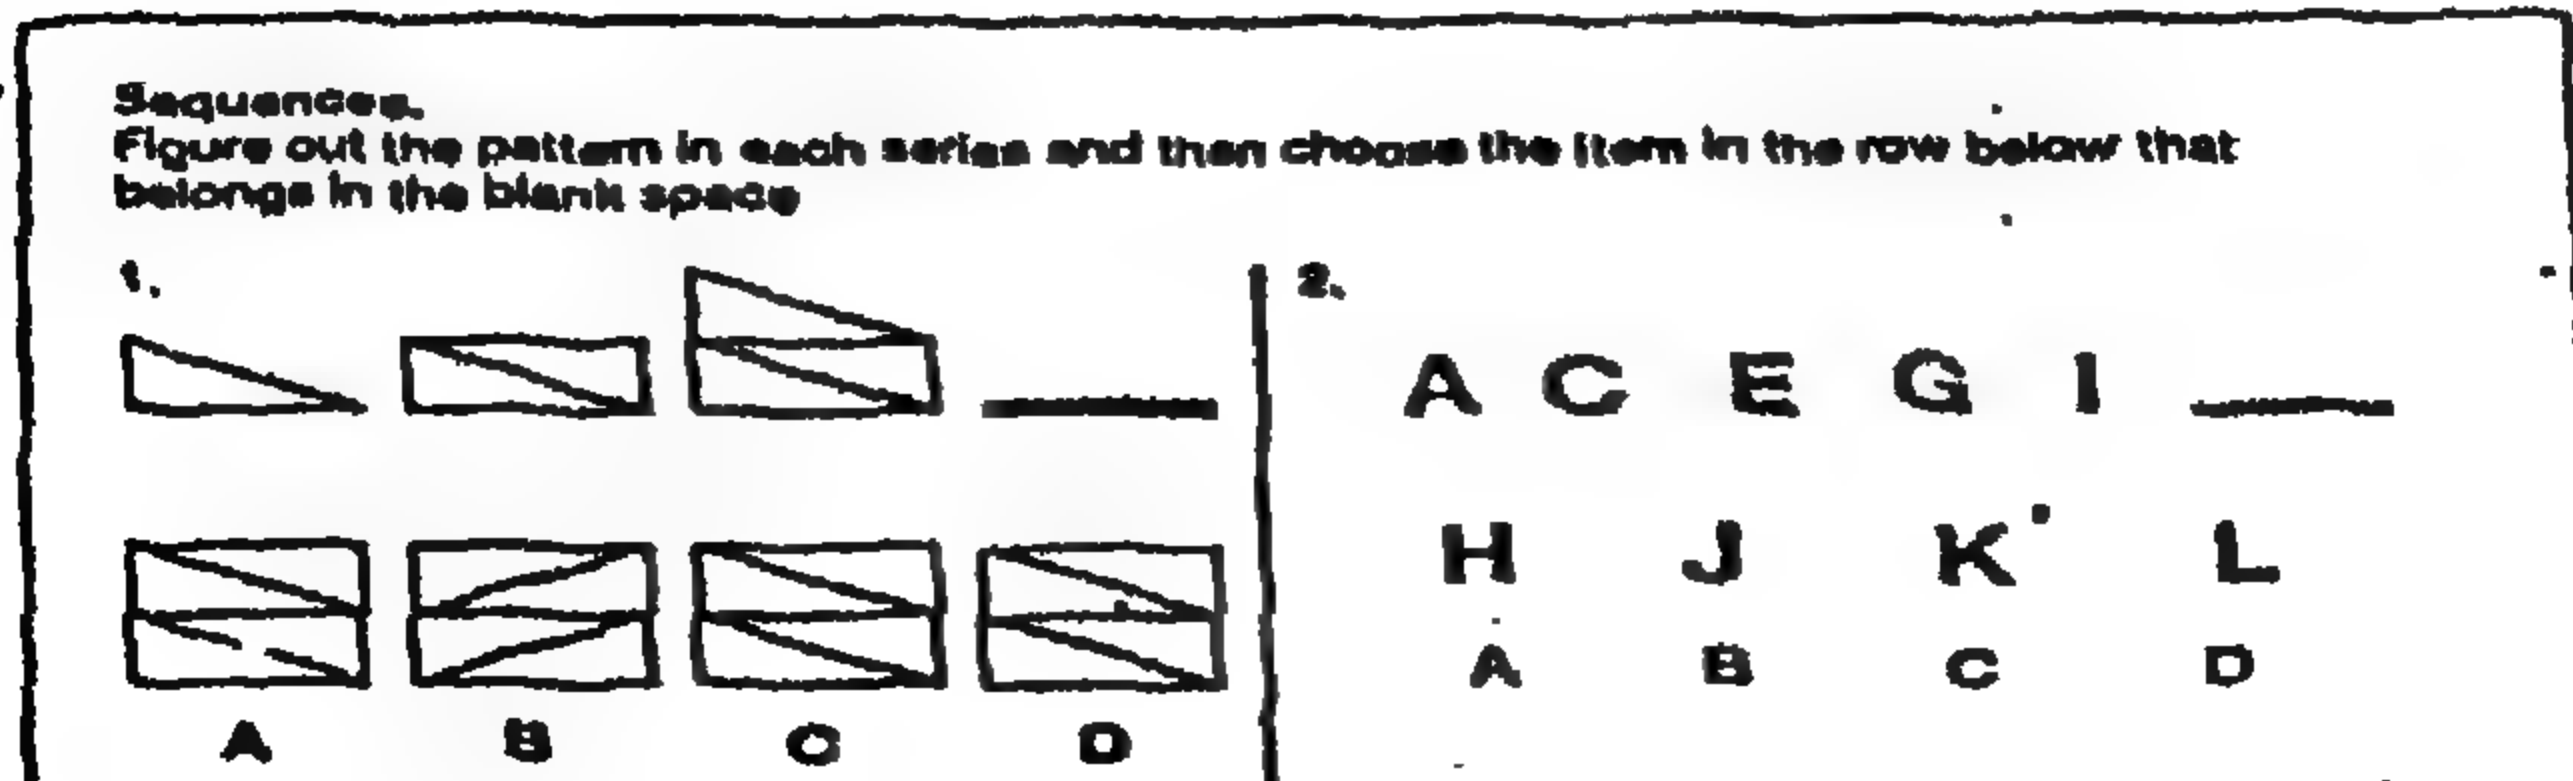 Sequences.
Figure out the pattern in each series and then choose the item in the row below that
belongs in the blank space
1.
A B C D
2.
A C E G I
H J K L
A B C D